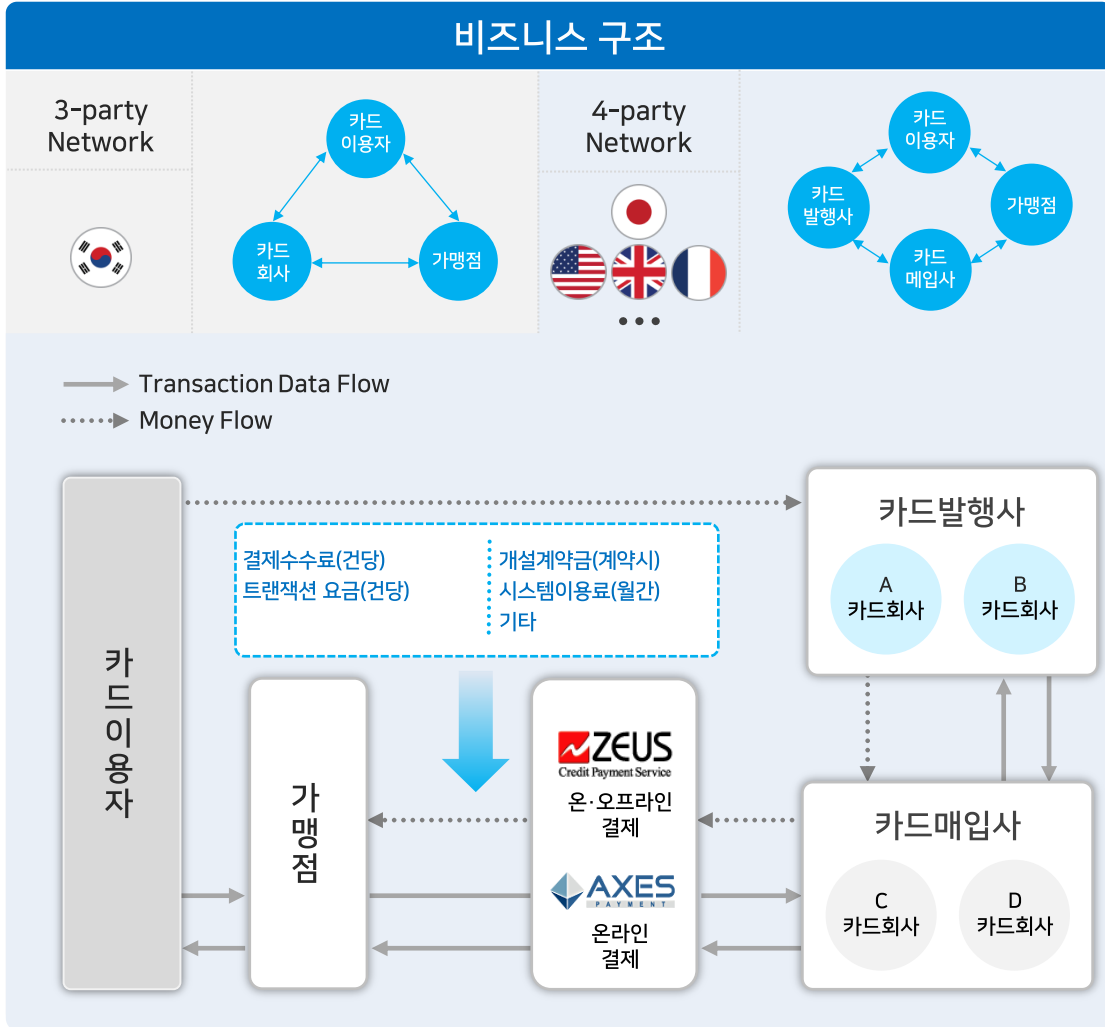 비즈니스 구조
3-party
Network
카드
이용자
카드
회사
가맹점
4-party
Network
카드
이용자
카드
발행사
가맹점
카드
메입사
Transaction Data Flow
Money Flow
카드이용자
결제수수료(건당)
트랜잭션 요금(건당)
개설계약금(계약시)
시스템이용료(월간)
기타
카드발행사
A
카드회사
B
카드회사
가맹점
ZEUS
Credit Payment Service
온·오프라인
결제
AXES
PAYMENT
온라인
결제
카드매입사
C
카드회사
D
카드회사